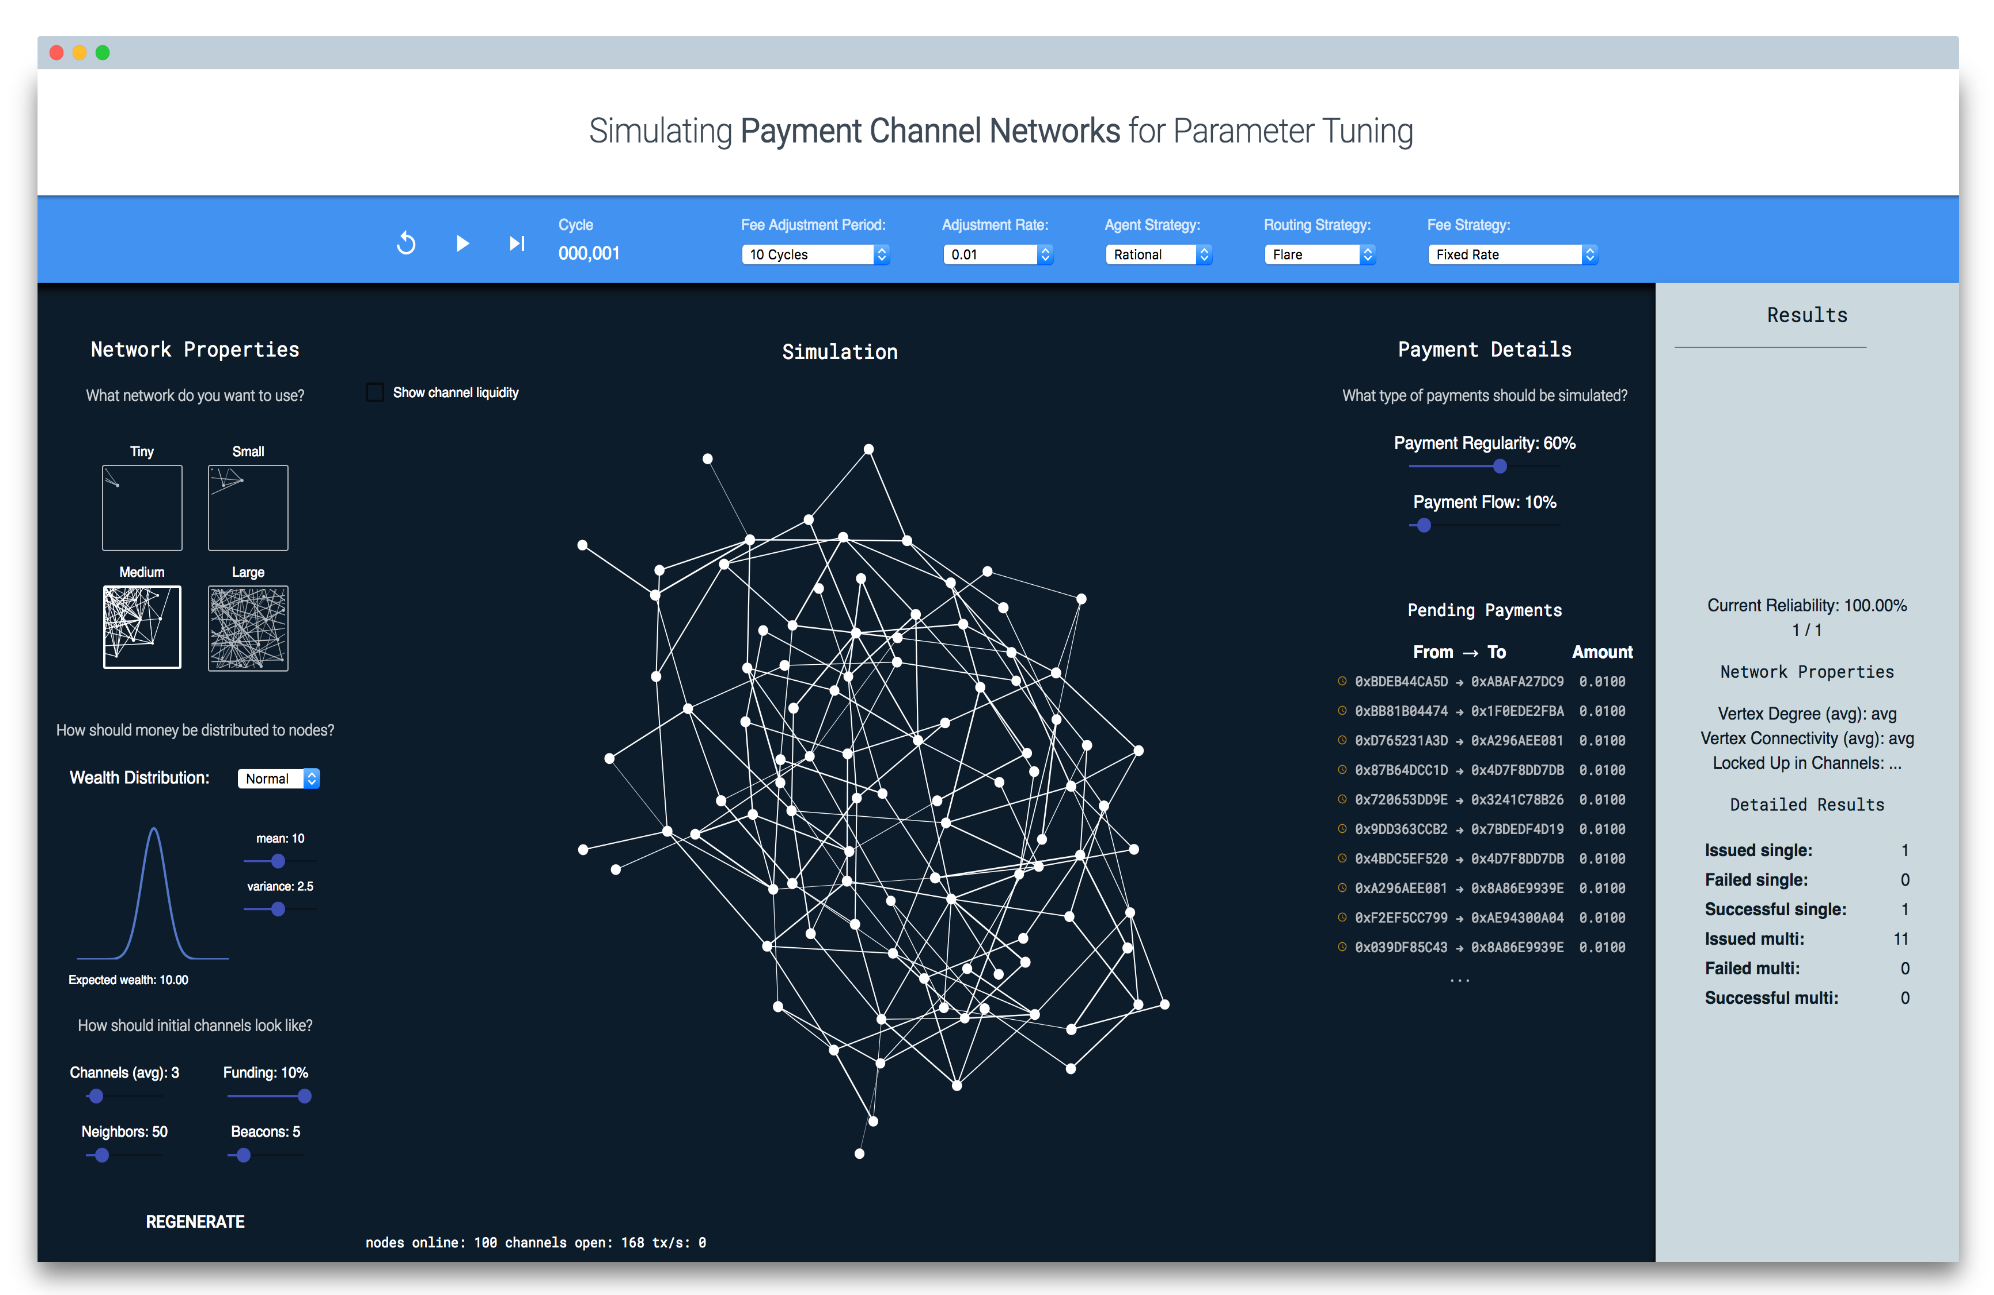 Simulating Payment Channel Networks for Parameter Tuning
Cycle
000,001
Fee Adjustment Period:
10 Cycles
Adjustment Rate:
0.01
Agent Strategy:
Rational
Routing Strategy:
Flare
Fee Strategy:
Fixed Rate
Network Properties
What network do you want to use?
Tiny
Small
Medium
Large
How should money be distributed to nodes?
Wealth Distribution:
Normal
mean: 10
variance: 2.5
Expected wealth: 10.00
How should initial channels look like?
Channels (avg): 3
Funding: 10%
Neighbors: 50
Beacons: 5
REGENERATE
Simulation
Show channel liquidity
nodes online: 100 channels open: 168 tx/s: 0
Payment Details
What type of payments should be simulated?
Payment Regularity: 60%
Payment Flow: 10%
Pending Payments
From → To Amount
0xBDEB44CA5D → 0xABAFA27DC9 0.0100
0xBB81B04474 → 0x1F0EDE2FBA 0.0100
0xD765231A3D → 0xA296AEE081 0.0100
0x87B64DCC1D → 0x4D7F8DD7DB 0.0100
0x720653DD9E → 0x3241C78B26 0.0100
0x9DD363CCB2 → 0x7BDEDF4D19 0.0100
0x4BDC5EF520 → 0x4D7F8DD7DB 0.0100
0xA296AEE081 → 0x8A86E9939E 0.0100
0xF2EF5CC799 → 0xAE94300A04 0.0100
0x039DF85C43 → 0x8A86E9939E 0.0100
...
Results
Current Reliability: 100.00%
1 / 1
Network Properties
Vertex Degree (avg): avg
Vertex Connectivity (avg): avg
Locked Up in Channels: ...
Detailed Results
Issued single: 1
Failed single: 0
Successful single: 1
Issued multi: 11
Failed multi: 0
Successful multi: 0